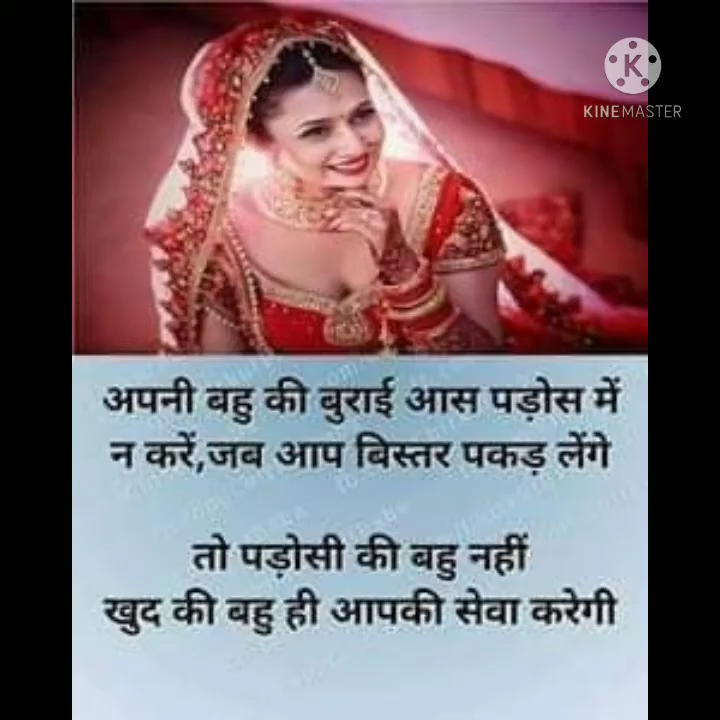 K
KINEMASTER
अपनी बहु की बुराई आस पड़ोस में
न करें,जब आप बिस्तर पकड़ लेंगे
तो पड़ोसी की बहु नहीं
खुद की बहु ही आपकी सेवा करेगी